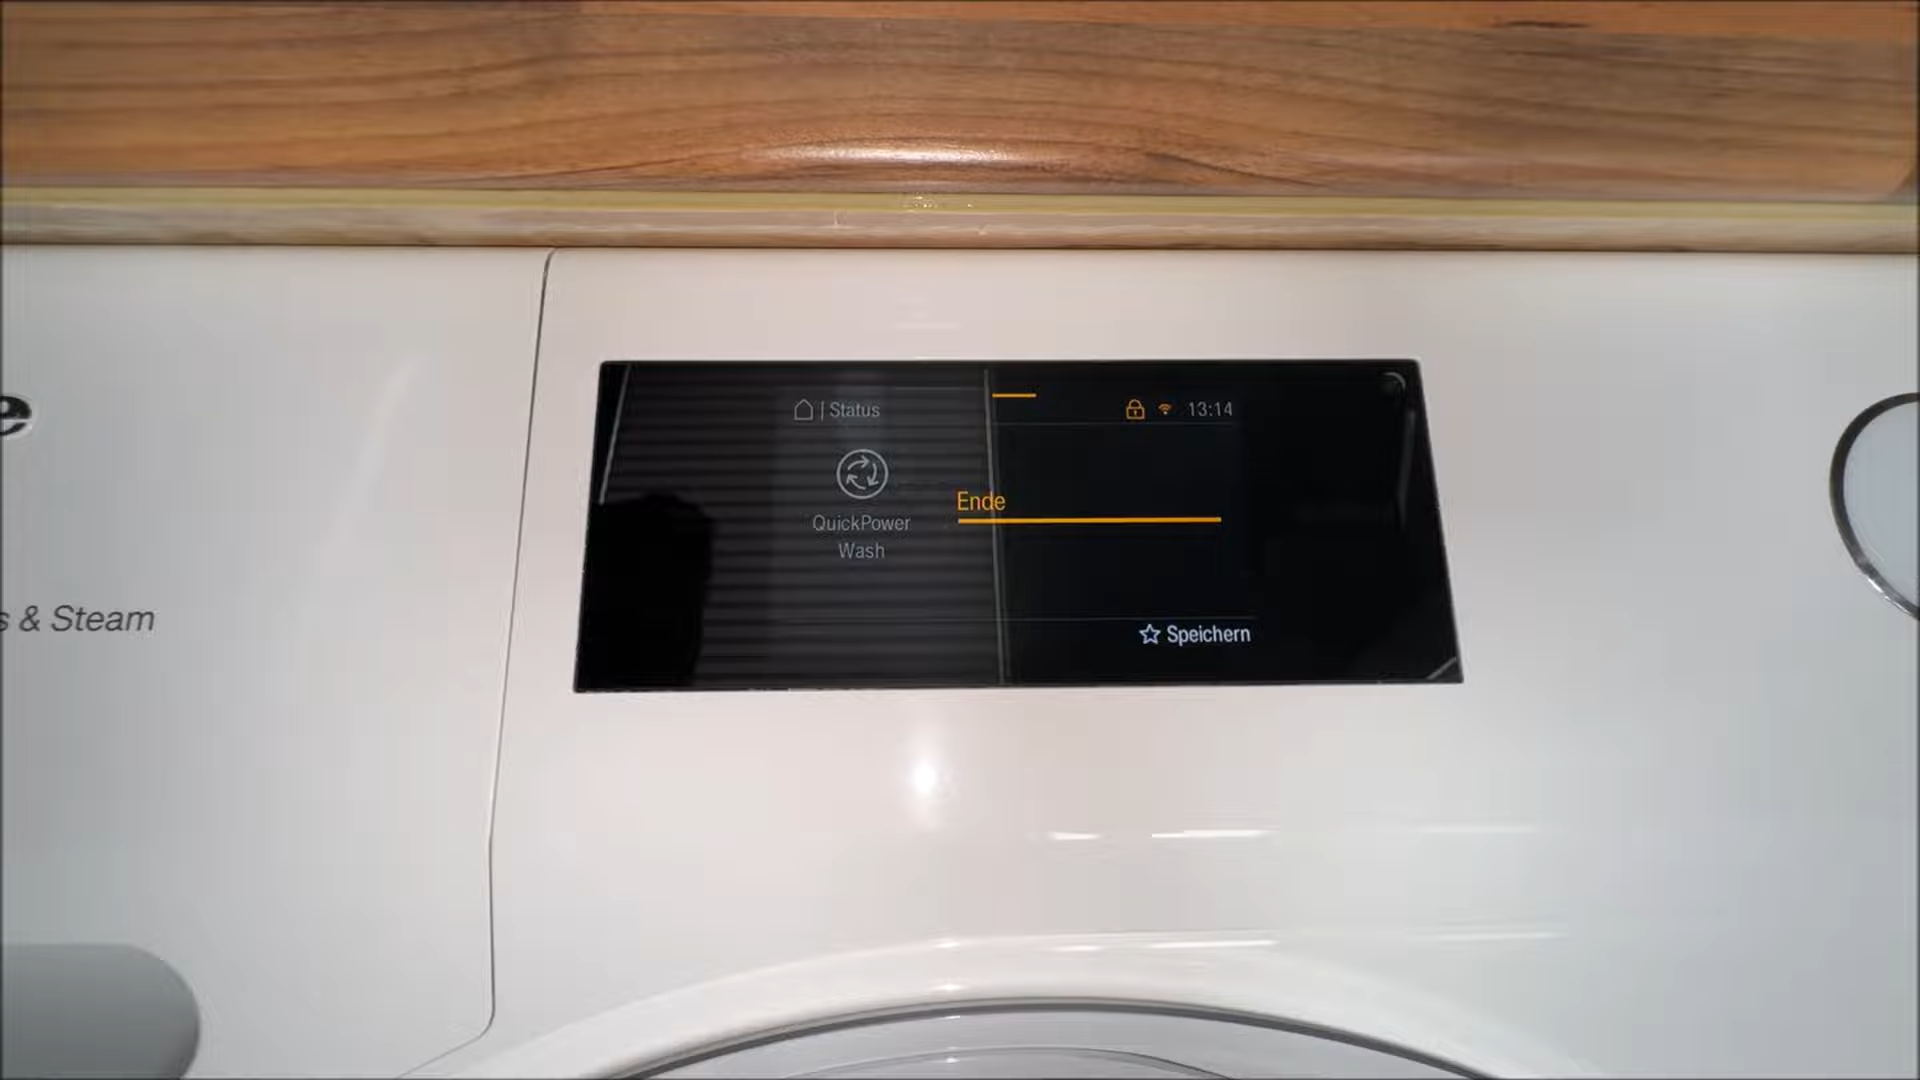 | Status
13:14
QuickPower
Wash
Ende
Speichern
& Steam